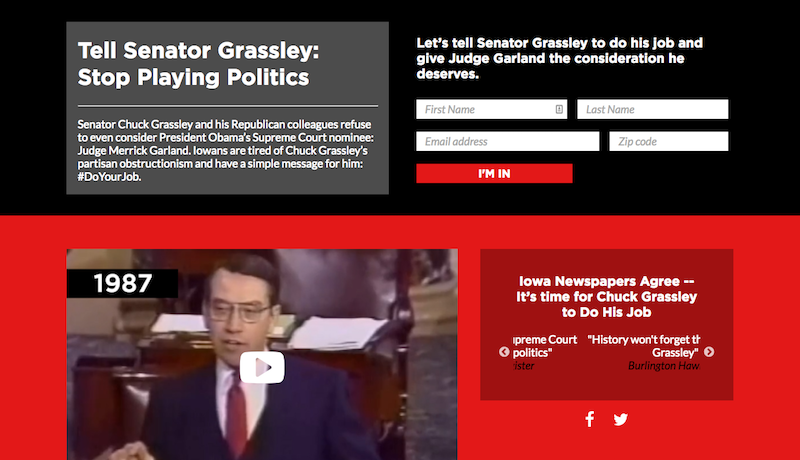 Tell Senator Grassley:
Stop Playing Politics
Senator Chuck Grassley and his Republican colleagues refuse
to even consider President Obama's Supreme Court nominee:
Judge Merrick Garland. Iowans are tired of Chuck Grassley's
partisan obstructionism and have a simple message for him:
#DoYourJob.
Let's tell Senator Grassley to do his job and
give Judge Garland the consideration he
deserves.
First Name
Last Name
Email address
Zip code
I'M IN
1987
Iowa Newspapers Agree --
It's time for Chuck Grassley
to Do His Job
Court
politics"
"History won't forget
Grassley"
Burlington